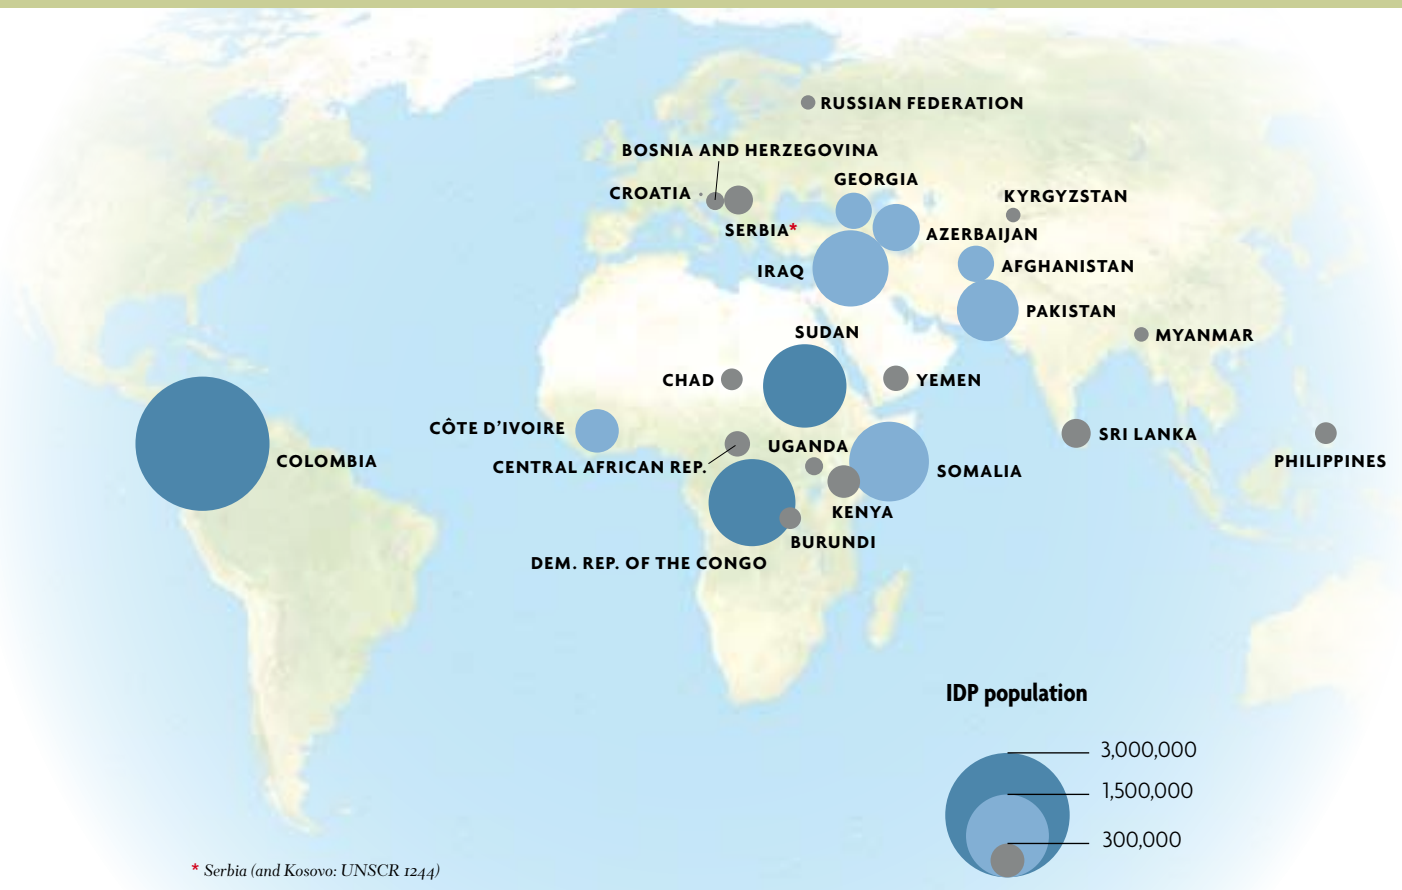 RUSSIAN FEDERATION
BOSNIA AND HERZEGOVINA
GEORGIA
CROATIA
KYRGYZSTAN
SERBIA*
AZERBAIJAN
IRAQ
AFGHANISTAN
PAKISTAN
SUDAN
MYANMAR
CHAD
YEMEN
CÔTE D’IVOIRE
SRI LANKA
UGANDA
COLOMBIA
PHILIPPINES
CENTRAL AFRICAN REP.
SOMALIA
KENYA
BURUNDI
DEM. REP. OF THE CONGO
IDP population
3,000,000
1,500,000
300,000
* Serbia (and Kosovo: UNSCR 1244)